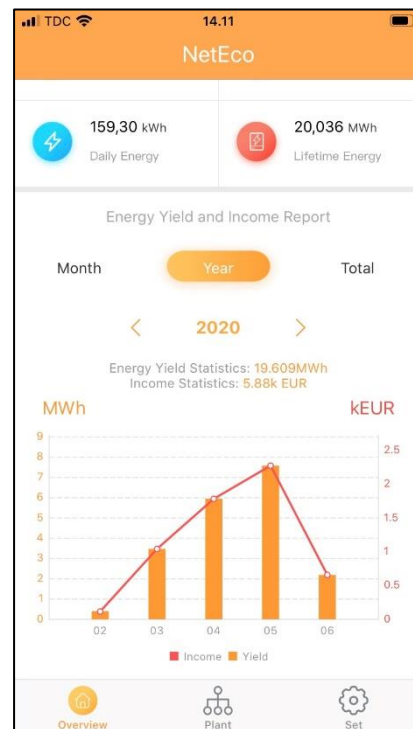 TDC 14.11
NetEco
159,30 kWh
Daily Energy
20,036 MWh
Lifetime Energy
Energy Yield and Income Report
Month Year Total
< 2020 >
Energy Yield Statistics: 19.609MWh
Income Statistics: 5.88k EUR
MWh kEUR
9
8
7
6
5
4
3
2
1
0
2.5
2
1.5
1
0.5
0
02 03 04 05 06
Income Yield
Overview Plant Set